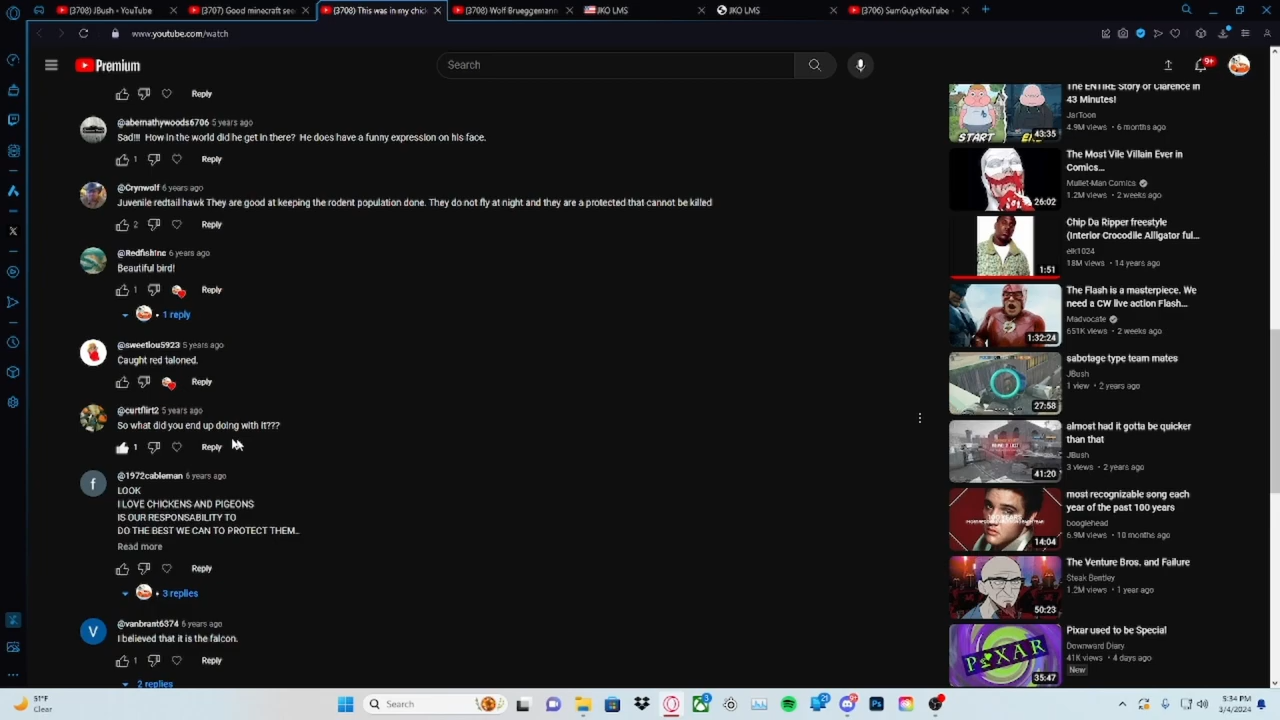 (3708) JBush - YouTube
(3707) Good minecraft see
(3708) This was in my chic
(3708) Wolf Brueggemann
JKO LMS
JKO LMS
(3706) SemGuysYouTube
www.youtube.com/watch
Premium
Search
9+
Reply
@abernathywoods6706 5 years ago
Sad!!! How in the world did he get in there? He does have a funny expression on his face.
1 Reply
@Crynwolf 6 years ago
Juvenile redtail hawk They are good at keeping the rodent population done. They do not fly at night and they are a protected that cannot be killed
2 Reply
@Redfishinc 6 years ago
Beautiful bird!
1 Reply
1 reply
@sweetlou5923 5 years ago
Caught red taloned.
Reply
@ourtflirt2 5 years ago
So what did you end up doing with it???
1 Reply
@1972cableman 6 years ago
LOOK
I LOVE CHICKENS AND PIGEONS
IS OUR RESPONSABILITY TO
DO THE BEST WE CAN TO PROTECT THEM...
Read more
Reply
3 replies
@vanbrant6374 6 years ago
I believed that it is the falcon.
1 Reply
2 replies
The ENTIRE Story of Clarence in
43 Minutes!
JarToon
4.9M views • 6 months ago
START
43:35
The Most Vile Villain Ever in
Comics...
Mullet-Man Comics
1.2M views • 2 weeks ago
26:02
Chip Da Ripper freestyle
(Interior Crocodile Alligator ful...
elk1024
18M views • 14 years ago
1:51
The Flash is a masterpiece. We
need a CW live action Flash...
Madvocate
651K views • 2 weeks ago
1:32:24
sabotage type team mates
JBush
1 view • 2 years ago
27:58
almost had it gotta be quicker
than that
JBush
3 views • 2 years ago
41:20
most recognizable song each
year of the past 100 years
booglehead
6.9M views • 10 months ago
100 YEARS
14:04
The Venture Bros. and Failure
Steak Bentley
1.2M views • 1 year ago
50:23
Pixar used to be Special
Downward Diary
41K views • 4 days ago
New
PIXAR
35:47
51°F
Clear
Search
5:34 PM
3/4/2024